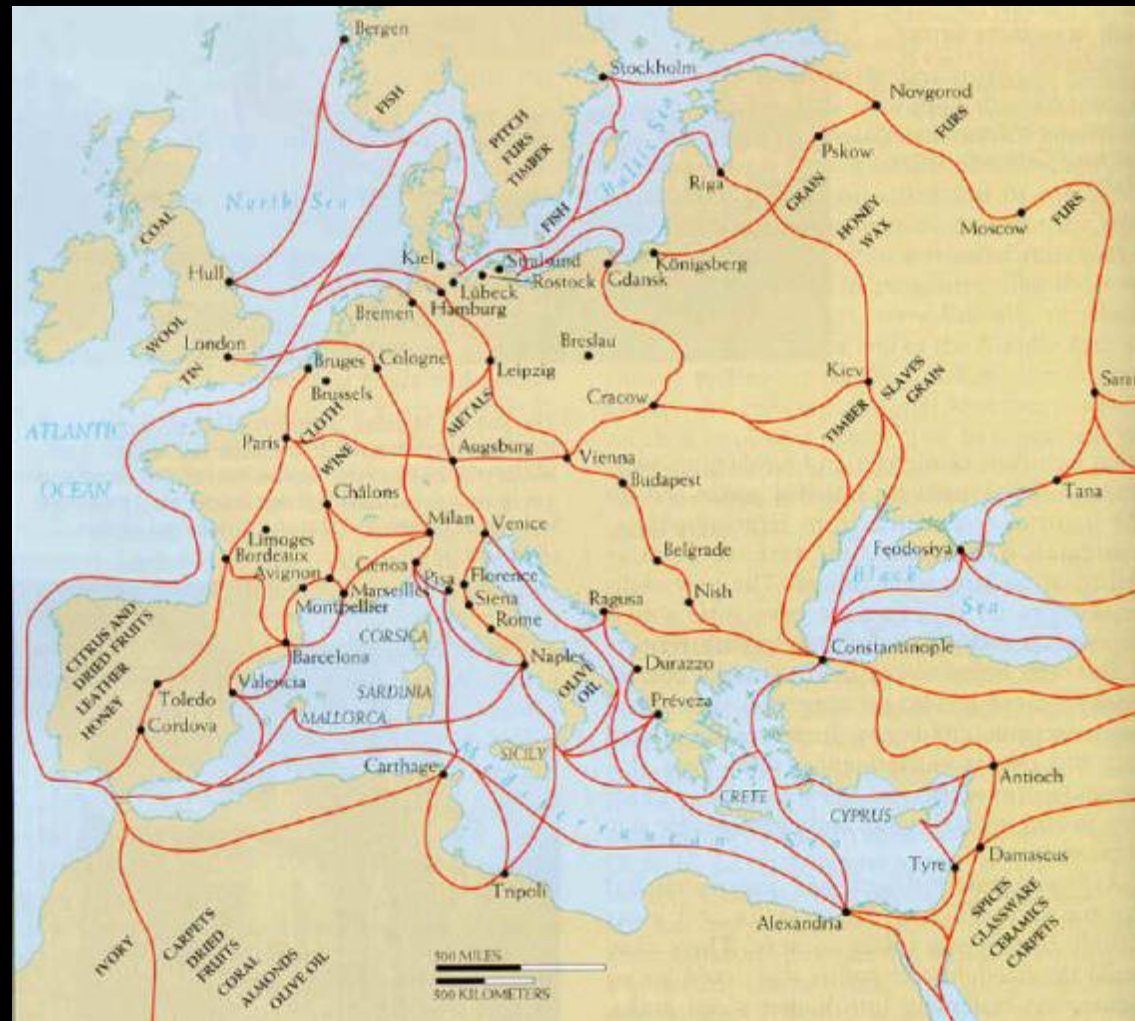 Bergen
Stockholm
Novgorod
FISH
PITCH
FURS
TIMBER
FURS
Pskow
Baltic Sea
Riga
North Sea
COAL
FISH
GRAIN
HONEY
WAX
Moscow
FURS
Hull
Kiel
Stralsund
Rostock
Lübeck
Gdansk
Königsberg
Hamburg
Bremen
WOOL
London
TIN
Bruges
Cologne
Brussels
Leipzig
Breslau
Kiev
SLAVES
GRAIN
TIMBER
Sarai
CLOTH
METALS
Cracow
ATLANTIC
OCEAN
Paris
WINE
Augsburg
Vienna
Budapest
Tana
Châlons
Limoges
Bordeaux
Milan
Venice
Belgrade
Feodosiya
Black
Sea
Avignon
Genoa
Pisa
Florence
Marseilles
Montpellier
Siena
Ragusa
Nish
Rome
CORSICA
CITRUS AND
DRIED FRUITS
LEATHER
HONEY
Barcelona
Constantinople
Toledo
Valencia
SARDINIA
Naples
OLIVE
OIL
Durazzo
MALLORCA
Préveza
Cordova
SICILY
Carthage
Mediterranean Sea
CRETE
CYPRUS
Antioch
Damascus
Tyre
Tripoli
Alexandria
SPICES
GLASSWARE
CERAMICS
CARPETS
IVORY
CARPETS
DRIED
FRUITS
CORAL
ALMONDS
OLIVE OIL
500 MILES
500 KILOMETERS